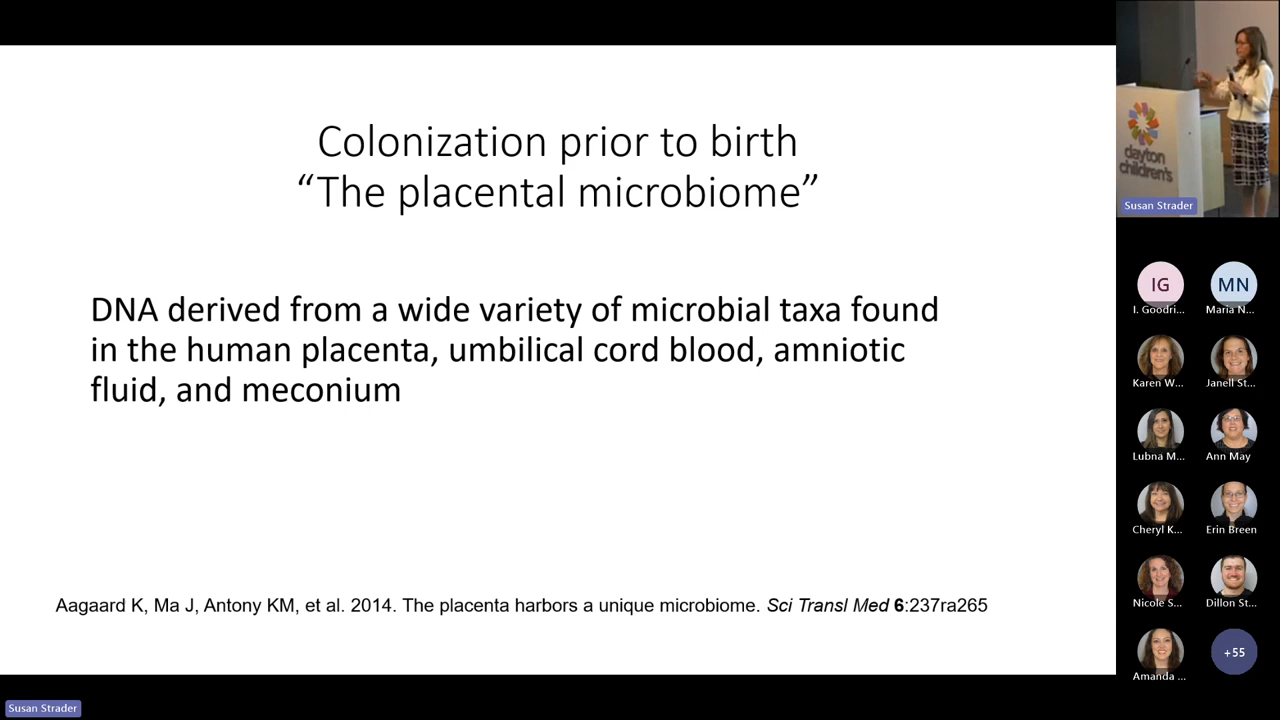 Colonization prior to birth
“The placental microbiome”
DNA derived from a wide variety of microbial taxa found
in the human placenta, umbilical cord blood, amniotic
fluid, and meconium
Aagaard K, Ma J, Antony KM, et al. 2014. The placenta harbors a unique microbiome. Sci Transl Med 6:237ra265
dayton
children's
Susan Strader
IG
I. Goodri...
MN
Maria N...
Karen W...
Janell St...
Lubna M...
Ann May
Cheryl K...
Erin Breen
Nicole S...
Dillon St...
Amanda ...
+55
Susan Strader